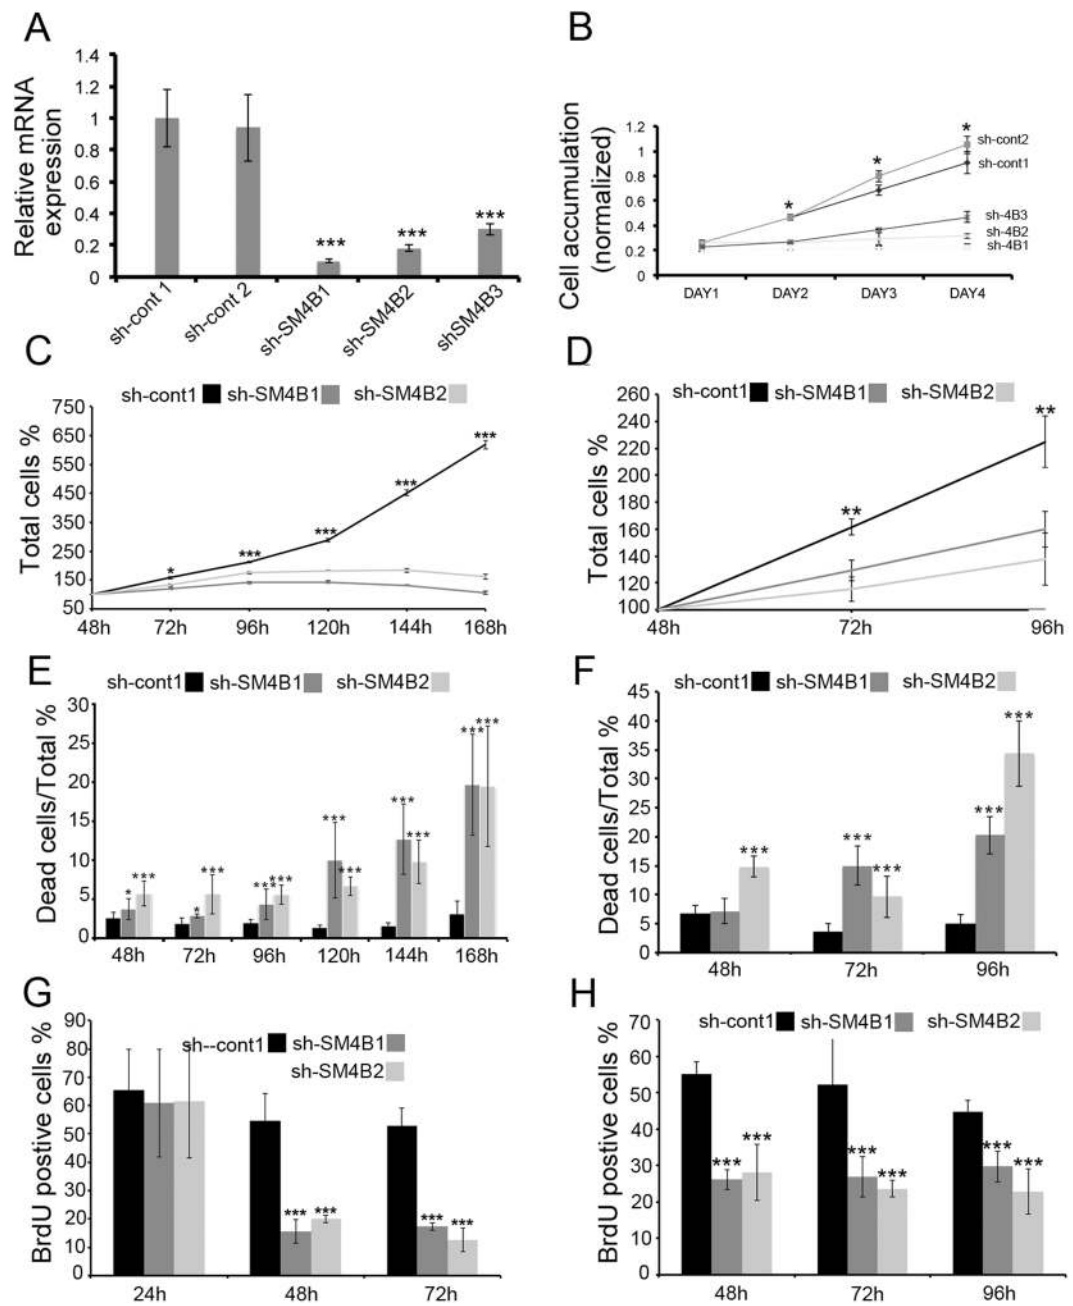 A
Relative mRNA
expression
1.4
1.2
1
0.8
0.6
0.4
0.2
0
***
***
***
sh-cont 1
sh-cont 2
sh-SM4B1
sh-SM4B2
shSM4B3
B
Cell accumulation
(normalized)
1.2
1
0.8
0.6
0.4
0.2
0
*
*
*
sh-cont2
sh-cont1
sh-4B3
sh-4B2
sh-4B1
DAY1
DAY2
DAY3
DAY4
C
sh-cont1 sh-SM4B1 sh-SM4B2
Total cells %
750
650
550
450
350
250
150
50
*
***
***
***
***
48h 72h 96h 120h 144h 168h
D
sh-cont1 sh-SM4B1 sh-SM4B2
Total cells %
260
240
220
200
180
160
140
120
100
**
**
48h 72h 96h
E
sh-cont1 sh-SM4B1 sh-SM4B2
Dead cells/Total %
30
25
20
15
10
5
0
* ***
* ***
*** ***
*** ***
*** ***
*** ***
48h 72h 96h 120h 144h 168h
F
sh-cont1 sh-SM4B1 sh-SM4B2
Dead cells/Total %
45
40
35
30
25
20
15
10
5
0
***
*** ***
*** ***
48h 72h 96h
G
sh--cont1 sh-SM4B1
sh-SM4B2
BrdU postive cells %
90
80
70
60
50
40
30
20
10
0
*** ***
*** ***
24h 48h 72h
H
sh-cont1 sh-SM4B1 sh-SM4B2
BrdU positive cells %
70
60
50
40
30
20
10
0
*** ***
*** ***
*** ***
48h 72h 96h